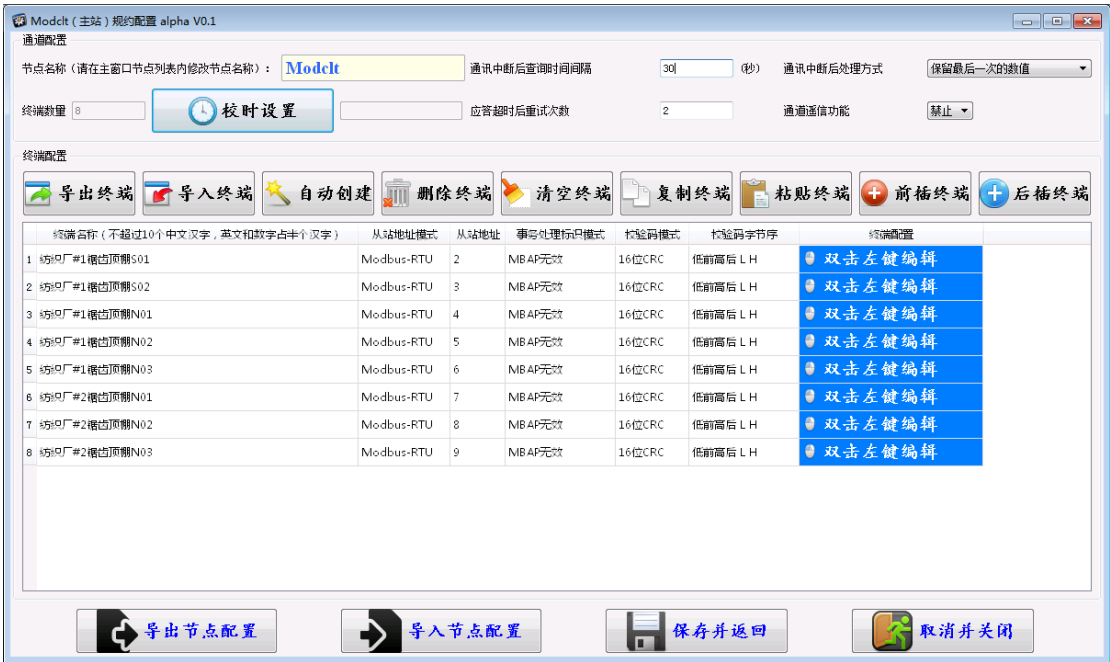 Modclt（主站）规约配置 alpha V0.1
通道配置
节点名称（请在主窗口节点列表内修改节点名称）： Modclt 通讯中断后查询时间间隔 30 （秒） 通讯中断后处理方式 保留最后一次的数值
终端数量 8 校时设置 应答超时后重试次数 2 通道遥信功能 禁止
终端配置
导出终端 导入终端 自动创建 删除终端 清空终端 复制终端 粘贴终端 前插终端 后插终端
终端名称（不超过10个中文汉字，英文和数字占半个汉字） 从站地址模式 从站地址 事务处理标识模式 校验码模式 校验码字节序 终端配置
1 纺织厂#1锯齿顶棚S01 Modbus-RTU 2 MBAP无效 16位CRC 低前高后 L H 双击左键编辑
2 纺织厂#1锯齿顶棚S02 Modbus-RTU 3 MBAP无效 16位CRC 低前高后 L H 双击左键编辑
3 纺织厂#1锯齿顶棚N01 Modbus-RTU 4 MBAP无效 16位CRC 低前高后 L H 双击左键编辑
4 纺织厂#1锯齿顶棚N02 Modbus-RTU 5 MBAP无效 16位CRC 低前高后 L H 双击左键编辑
5 纺织厂#1锯齿顶棚N03 Modbus-RTU 6 MBAP无效 16位CRC 低前高后 L H 双击左键编辑
6 纺织厂#2锯齿顶棚N01 Modbus-RTU 7 MBAP无效 16位CRC 低前高后 L H 双击左键编辑
7 纺织厂#2锯齿顶棚N02 Modbus-RTU 8 MBAP无效 16位CRC 低前高后 L H 双击左键编辑
8 纺织厂#2锯齿顶棚N03 Modbus-RTU 9 MBAP无效 16位CRC 低前高后 L H 双击左键编辑
导出节点配置 导入节点配置 保存并返回 取消并关闭